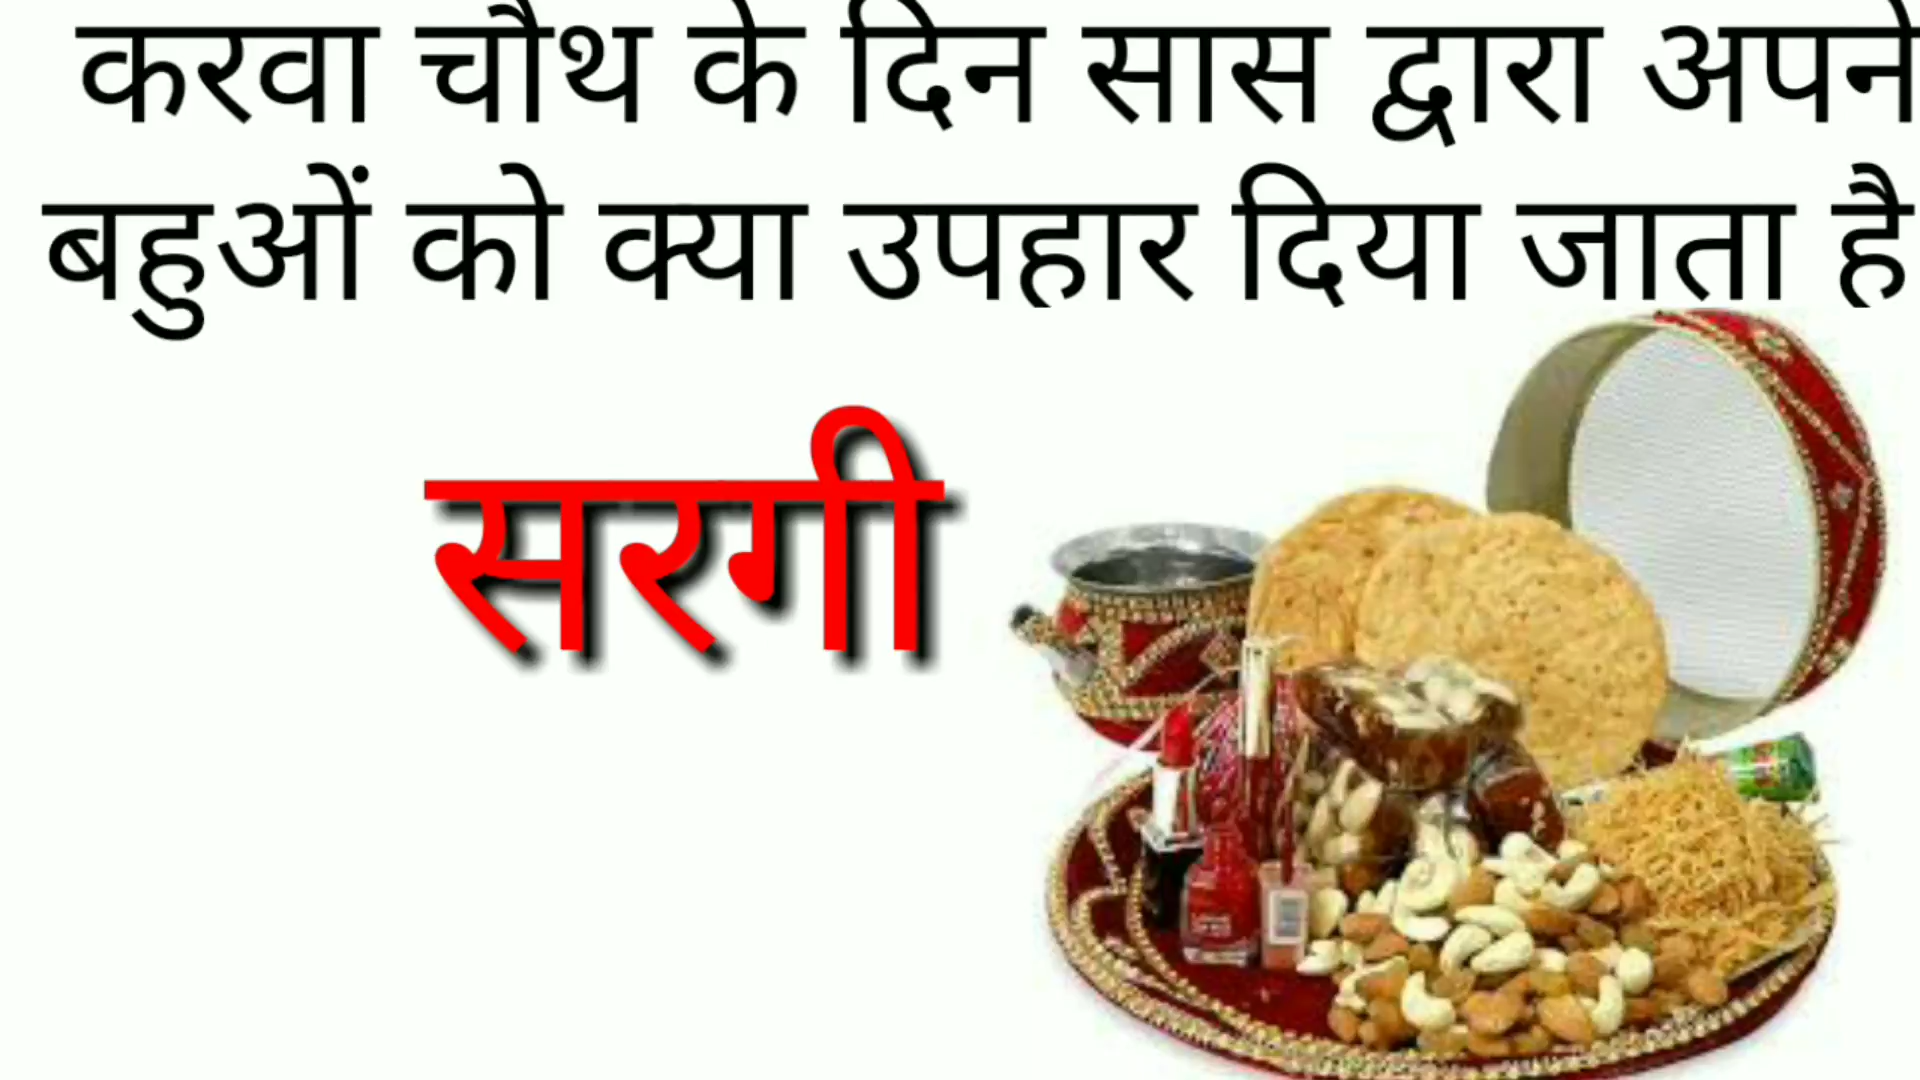 करवा चौथ के दिन सास द्वारा अपने
बहुओं को क्या उपहार दिया जाता है
सरगी